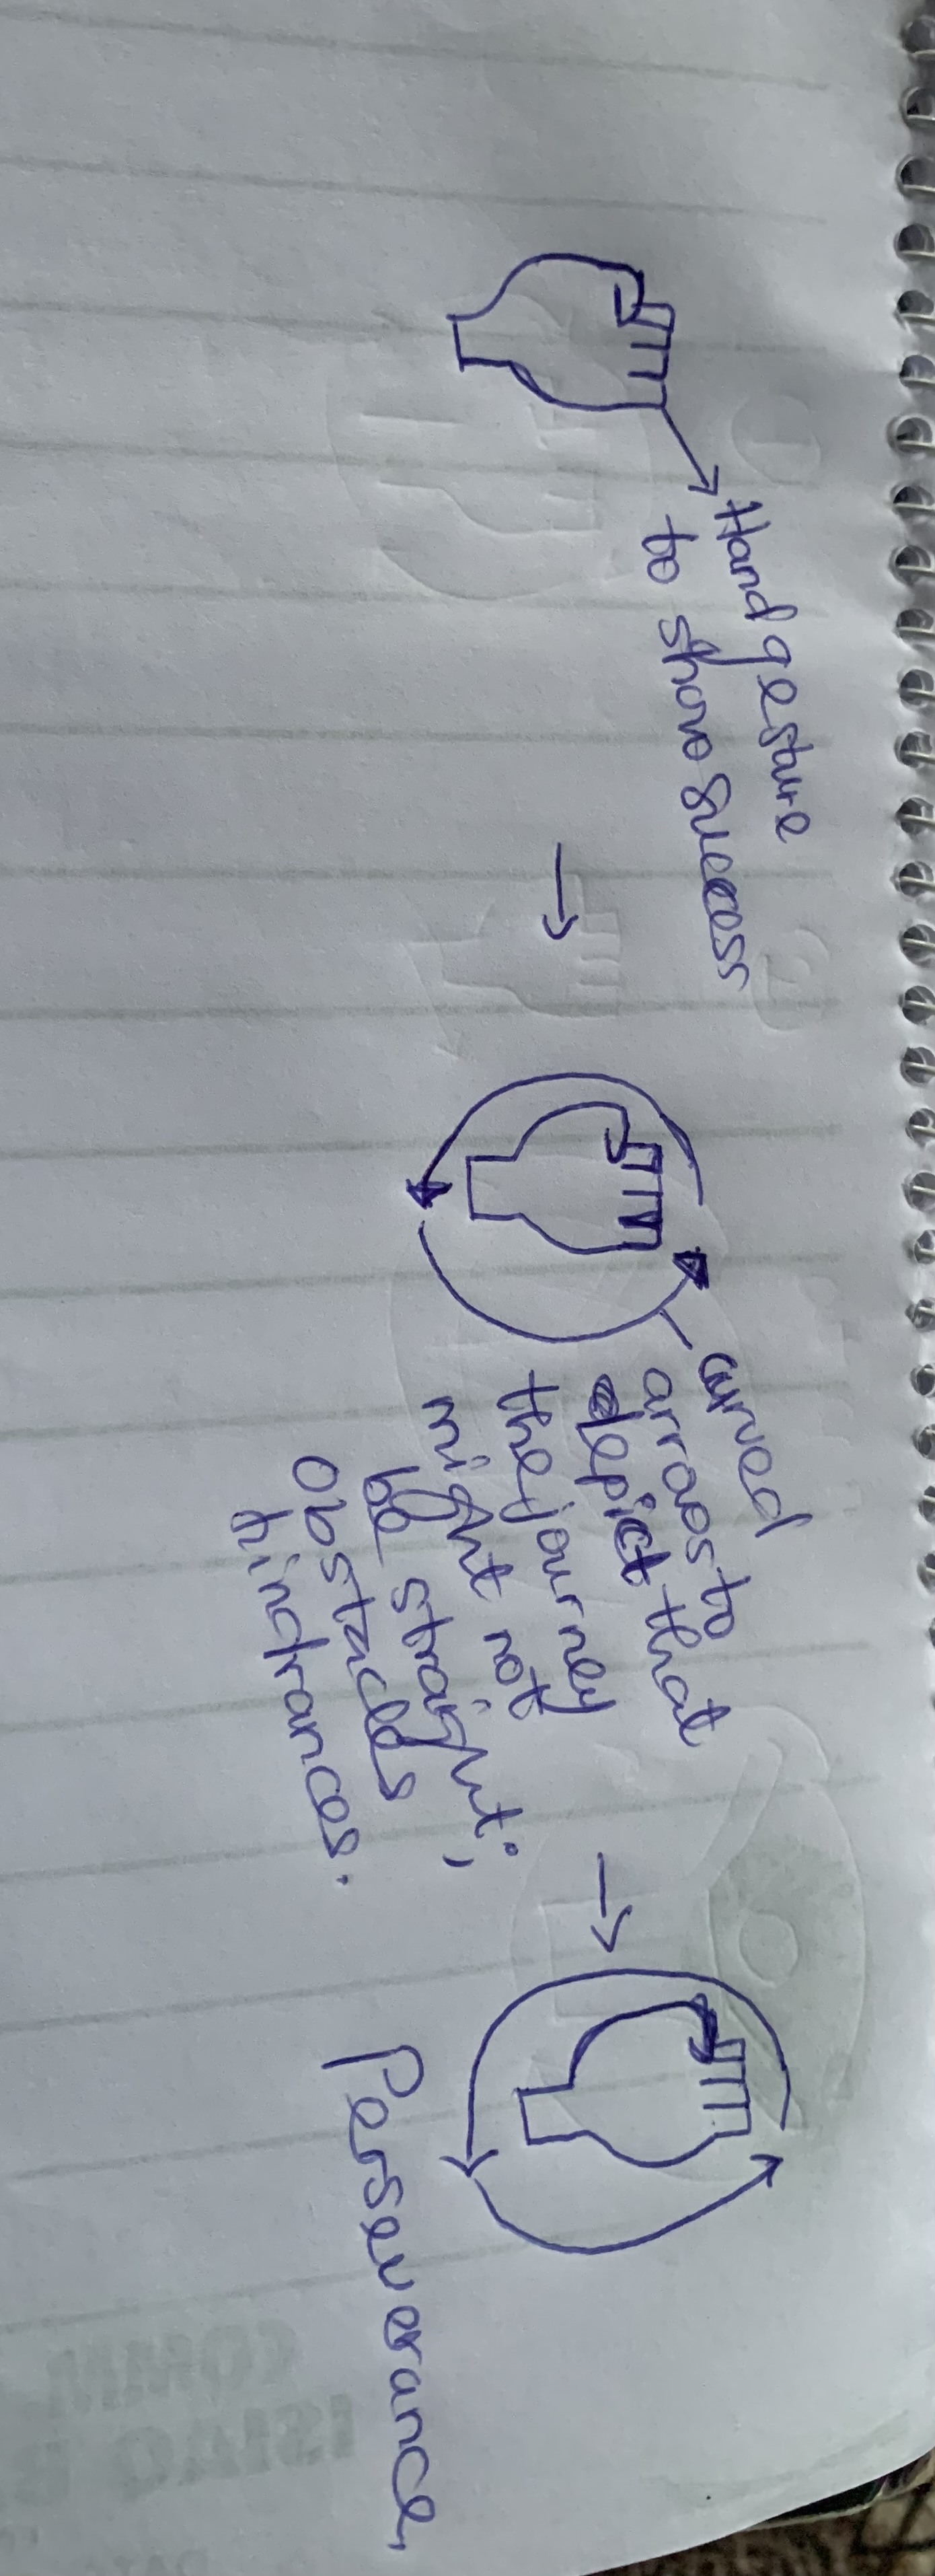 Hand gesture
to show success
curved
arrows to
depict that
the journey
might not
be straight;
obstacles,
hindrances.
Perseverance